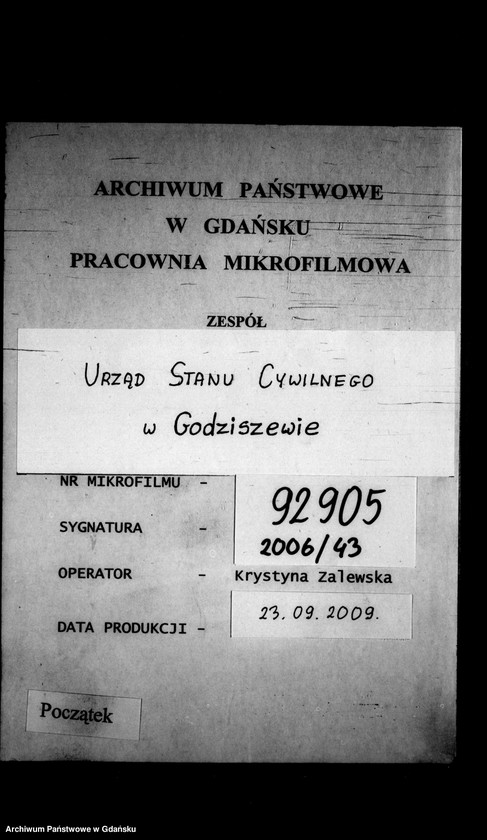 ARCHIWUM PAŃSTWOWE
W GDAŃSKU
PRACOWNIA MIKROFILMOWA
ZESPÓŁ
URZĄD STANU CYWILNEGO
w Godziszewie
NR MIKROFILMU - 92905
SYGNATURA - 2006/43
OPERATOR - Krystyna Zalewska
DATA PRODUKCJI - 23.09.2009.
Początek
Archiwum Państwowe w Gdańsku